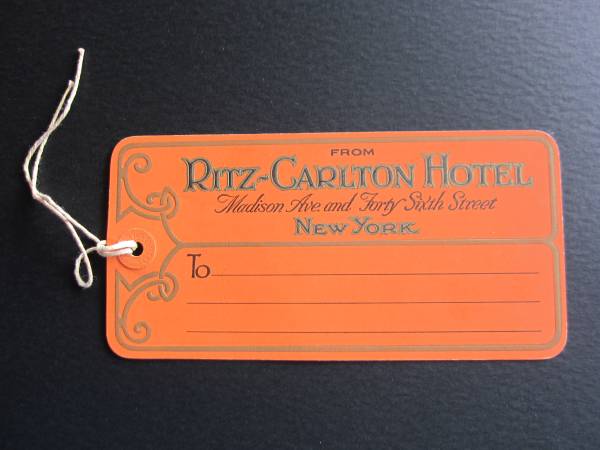 FROM
RITZ-CARLTON HOTEL
Madison Ave. and Forty Sixth Street
NEW YORK
To